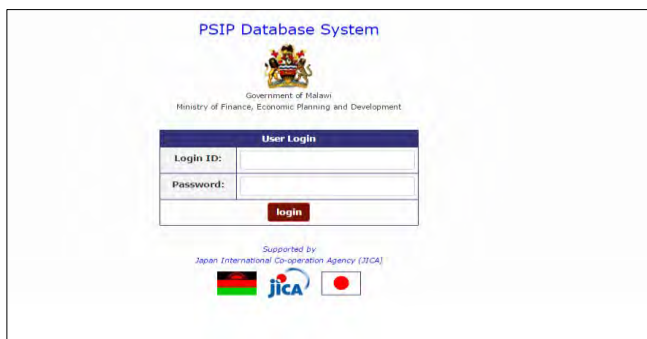 PSIP Database System
Government of Malawi
Ministry of Finance, Economic Planning and Development
User Login
Login ID:
Password:
login
Supported by
Japan International Co-operation Agency (JICA)
jICA